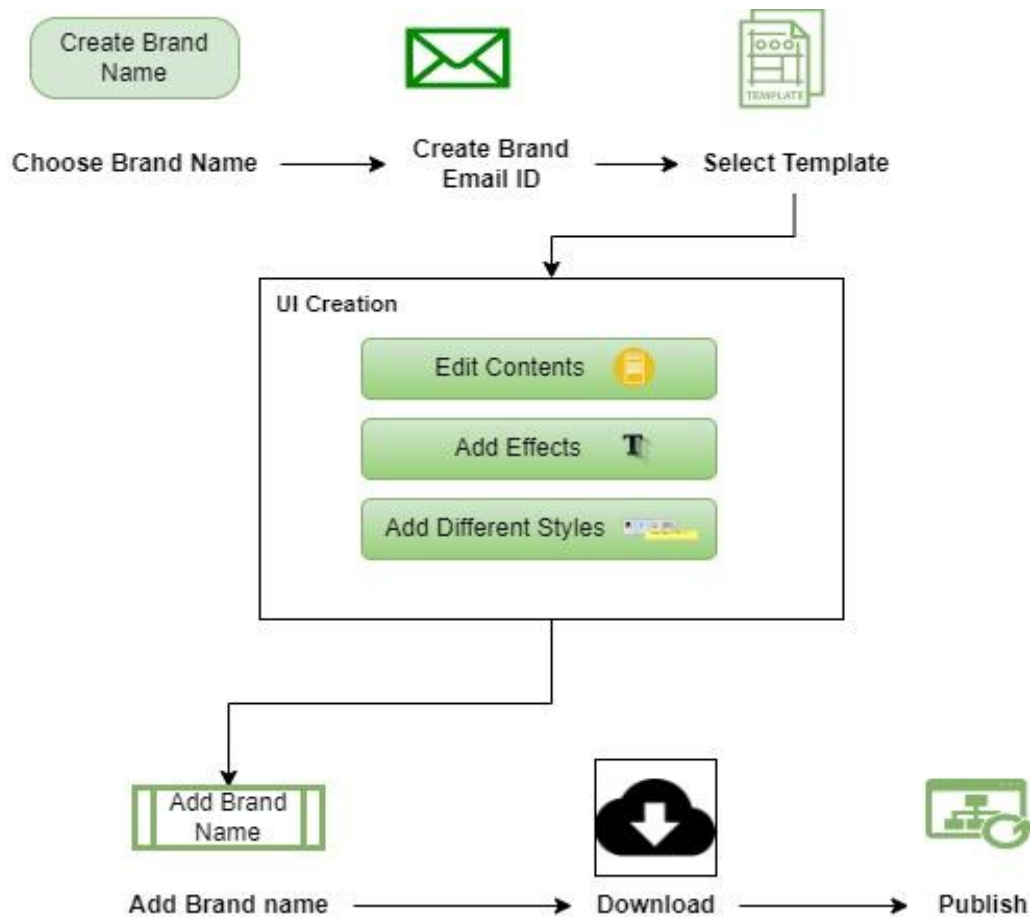 Create Brand
Name
TEMPLATE
Choose Brand Name
Create Brand
Email ID
Select Template
UI Creation
Edit Contents
Add Effects
T
Add Different Styles
Add Brand
Name
Add Brand name
Download
Publish